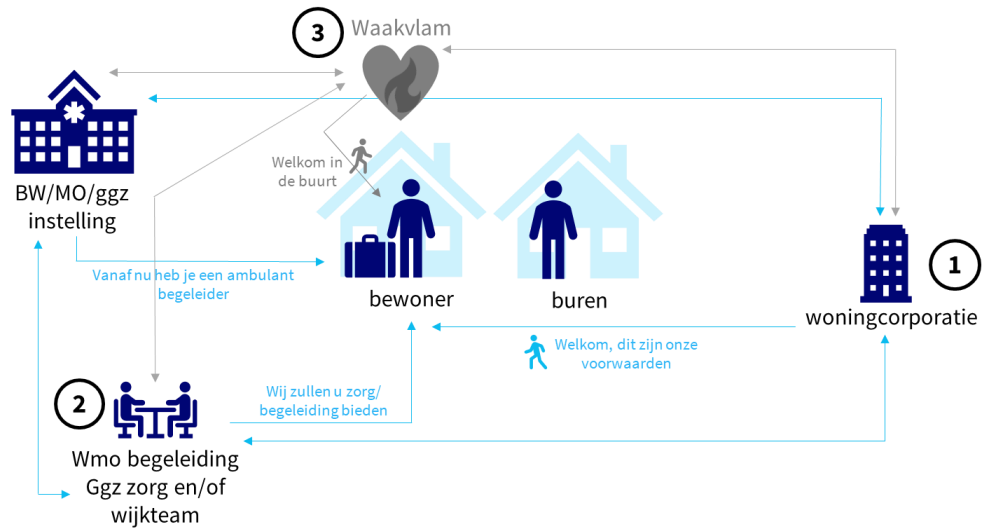 3
Waakvlam
BW/MO/ggz
instelling
Welkom in
de buurt
Vanaf nu heb je een ambulant
begeleider
bewoner
buren
1
woningcorporatie
Welkom, dit zijn onze
voorwaarden
2
Wij zullen u zorg/
begeleiding bieden
Wmo begeleiding
Ggz zorg en/of
wijkteam